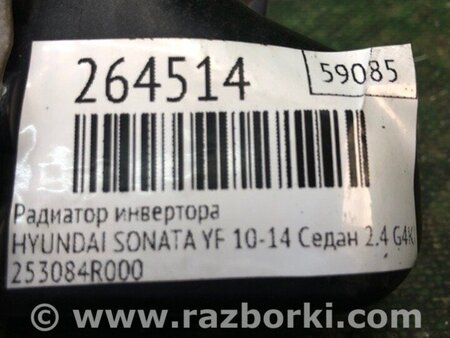 264514
59085
Радиатор инвертора
HYUNDAI SONATA YF 10-14 Седан 2.4 G4K
253084R000
© www.razborki.com